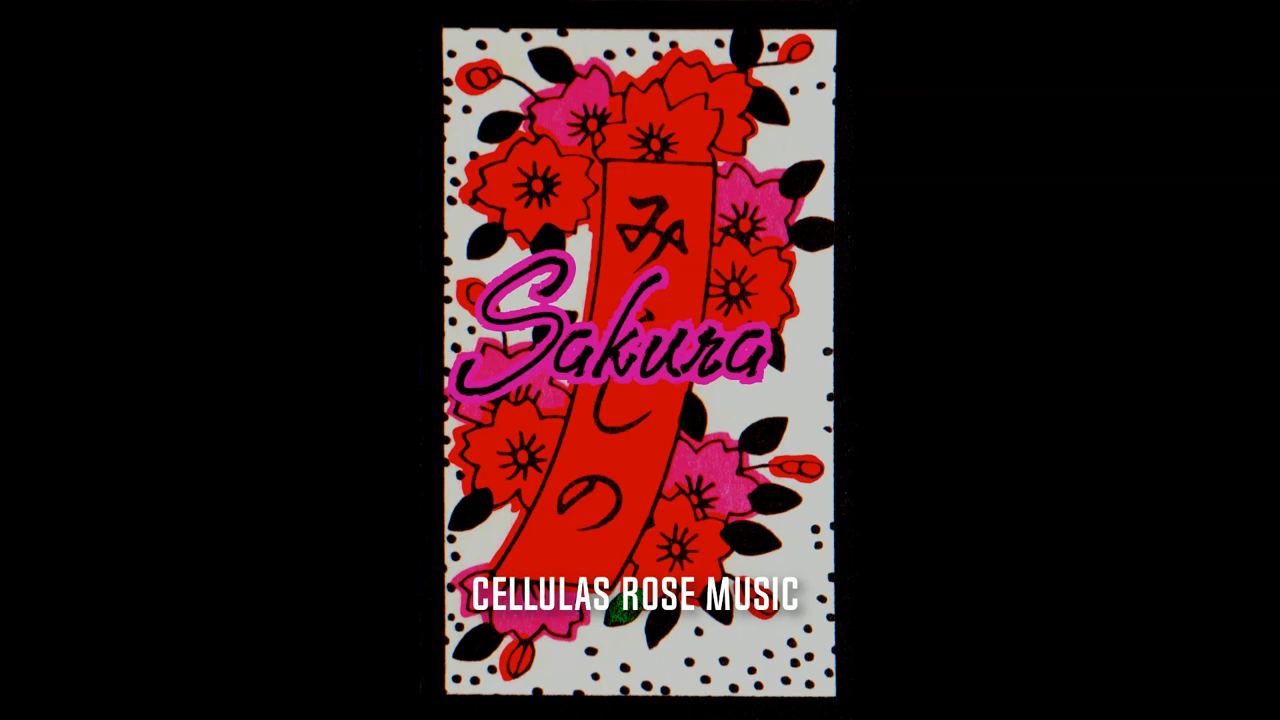 み
Sakura
しの
CELLULAS ROSE MUSIC